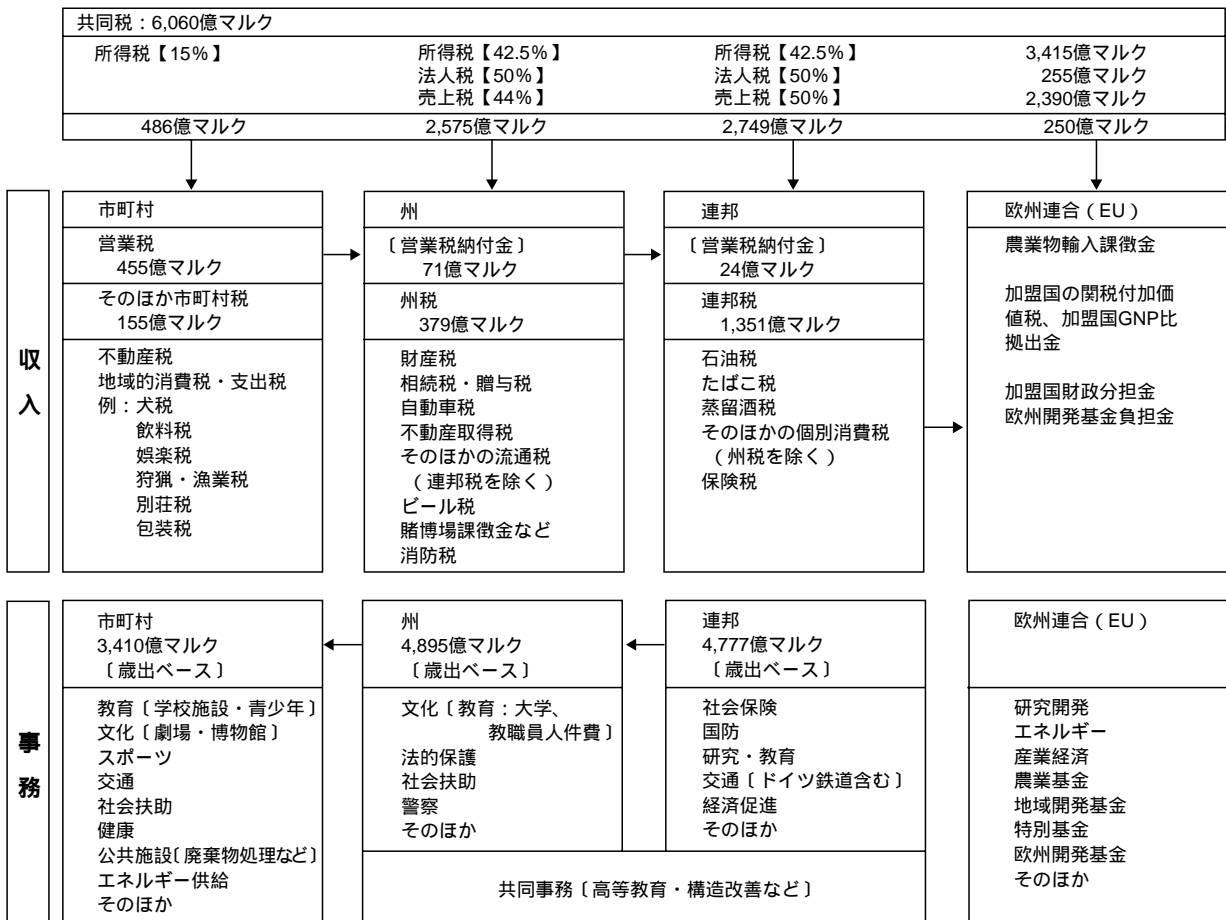 共同税：6,060億マルク
所得税【15%】
所得税【42.5%】
法人税【50%】
売上税【44%】
所得税【42.5%】
法人税【50%】
売上税【50%】
3,415億マルク
255億マルク
2,390億マルク
486億マルク
2,575億マルク
2,749億マルク
250億マルク
収入
市町村
営業税
455億マルク
そのほか市町村税
155億マルク
不動産税
地域的消費税・支出税
例：犬税
飲料税
娯楽税
狩猟・漁業税
別荘税
包装税
州
〔営業税納付金〕
71億マルク
州税
379億マルク
財産税
相続税・贈与税
自動車税
不動産取得税
そのほかの流通税
（連邦税を除く）
ビール税
賭博場課徴金など
消防税
連邦
〔営業税納付金〕
24億マルク
連邦税
1,351億マルク
石油税
たばこ税
蒸留酒税
そのほかの個別消費税
（州税を除く）
保険税
欧州連合（EU）
農業物輸入課徴金
加盟国の関税付加価
値税、加盟国GNP比
拠出金
加盟国財政分担金
欧州開発基金負担金
事務
市町村
3,410億マルク
〔歳出ベース〕
教育〔学校施設・青少年〕
文化〔劇場・博物館〕
スポーツ
交通
社会扶助
健康
公共施設〔廃棄物処理など〕
エネルギー供給
そのほか
州
4,895億マルク
〔歳出ベース〕
文化〔教育：大学、
教職員人件費〕
法的保護
社会扶助
警察
そのほか
連邦
4,777億マルク
〔歳出ベース〕
社会保険
国防
研究・教育
交通〔ドイツ鉄道含む〕
経済促進
そのほか
共同事務〔高等教育・構造改善など〕
欧州連合（EU）
研究開発
エネルギー
産業経済
農業基金
地域開発基金
特別基金
欧州開発基金
そのほか